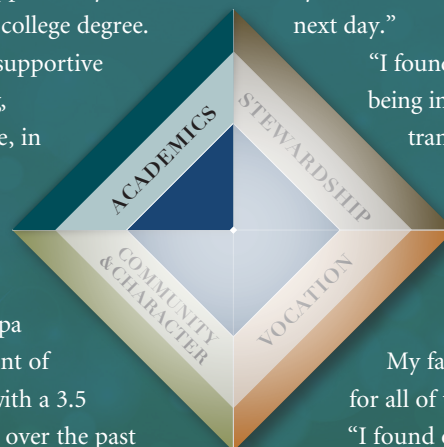 college degree.
supportive
e, in
next day.”
“I found
being in
ACADEMICS
STEWARDSHIP
COMMUNITY
& CHARACTER
VOCATION
pa
nt of
with a 3.5
over the past
My fa
for all of
“I found